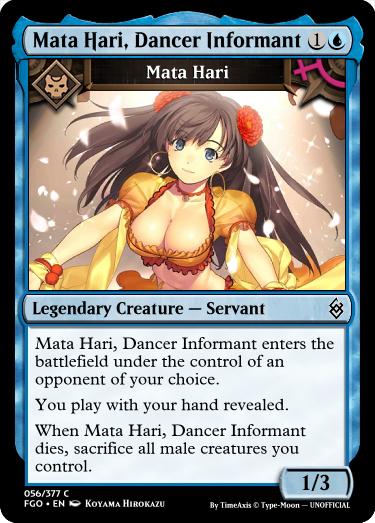 Mata Hari, Dancer Informant 1
Mata Hari
Legendary Creature — Servant
Mata Hari, Dancer Informant enters the
battlefield under the control of an
opponent of your choice.
You play with your hand revealed.
When Mata Hari, Dancer Informant
dies, sacrifice all male creatures you
control.
1/3
056/377 C
FGO • EN Koyama Hirokazu
By TimeAxis © Type-Moon — UNOFFICIAL